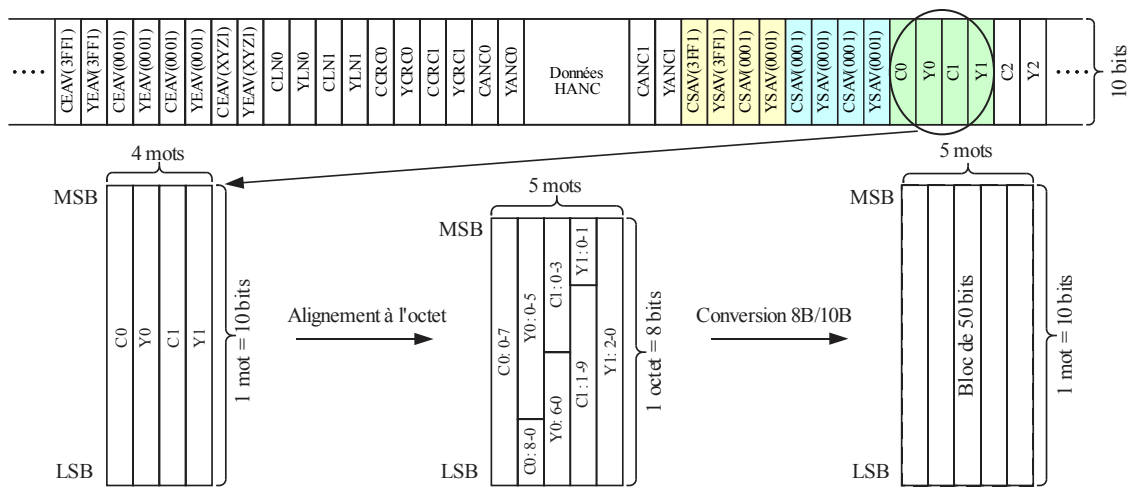 ....
CEAV(3FF1)
YEAV(3FF1)
CEAV(0001)
YEAV(0001)
CEAV(0001)
YEAV(0001)
CEAV(XYZ1)
YEAV(XYZ1)
CLN0
YLN0
CLN1
YLN1
CCRC0
YCRC0
CCRC1
YCRC1
CANC0
YANC0
Données
HANC
CANC1
YANC1
CSAV(3FF1)
YSAV(3FF1)
CSAV(0001)
YSAV(0001)
CSAV(0001)
YSAV(0001)
CSAV(0001)
YSAV(0001)
C0
Y0
C1
Y1
C2
Y2
....
10 bits
4 mots
MSB
LSB
C0
Y0
C1
Y1
1 mot = 10 bits
Alignement à l'octet
5 mots
MSB
LSB
C0: 0-7
Y0: 0-5
C0: 8-0
C1: 0-3
Y0: 6-0
Y1: 0-1
C1: 1-9
Y1: 2-0
1 octet = 8 bits
Conversion 8B/10B
5 mots
MSB
LSB
Bloc de 50 bits
1 mot = 10 bits